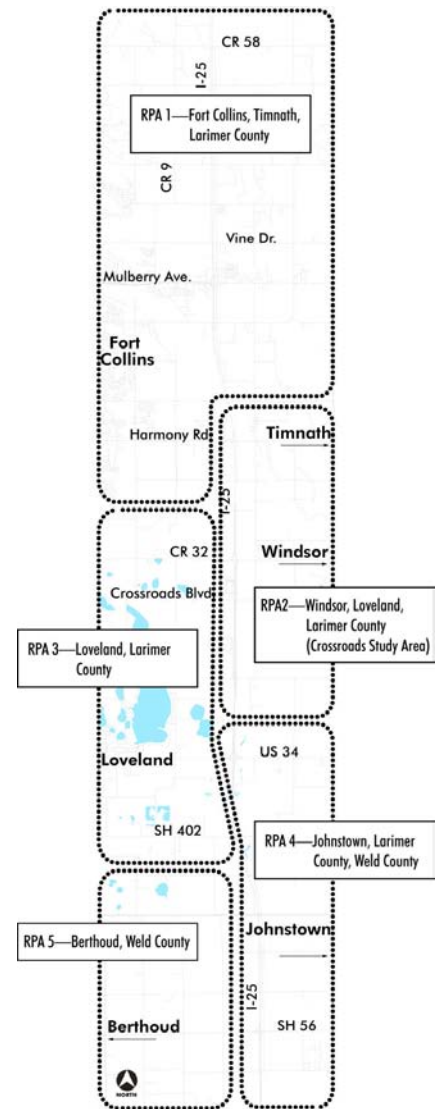 CR 58
I-25
RPA 1—Fort Collins, Timnath,
Larimer County
CR 9
Vine Dr.
Mulberry Ave.
Fort
Collins
Harmony Rd.
Timnath
I-25
CR 32
Windsor
Crossroads Blvd.
RPA2—Windsor, Loveland,
Larimer County
(Crossroads Study Area)
RPA 3—Loveland, Larimer
County
US 34
Loveland
SH 402
RPA 4—Johnstown, Larimer
County, Weld County
Johnstown
RPA 5—Berthoud, Weld County
I-25
SH 56
Berthoud
NORTH